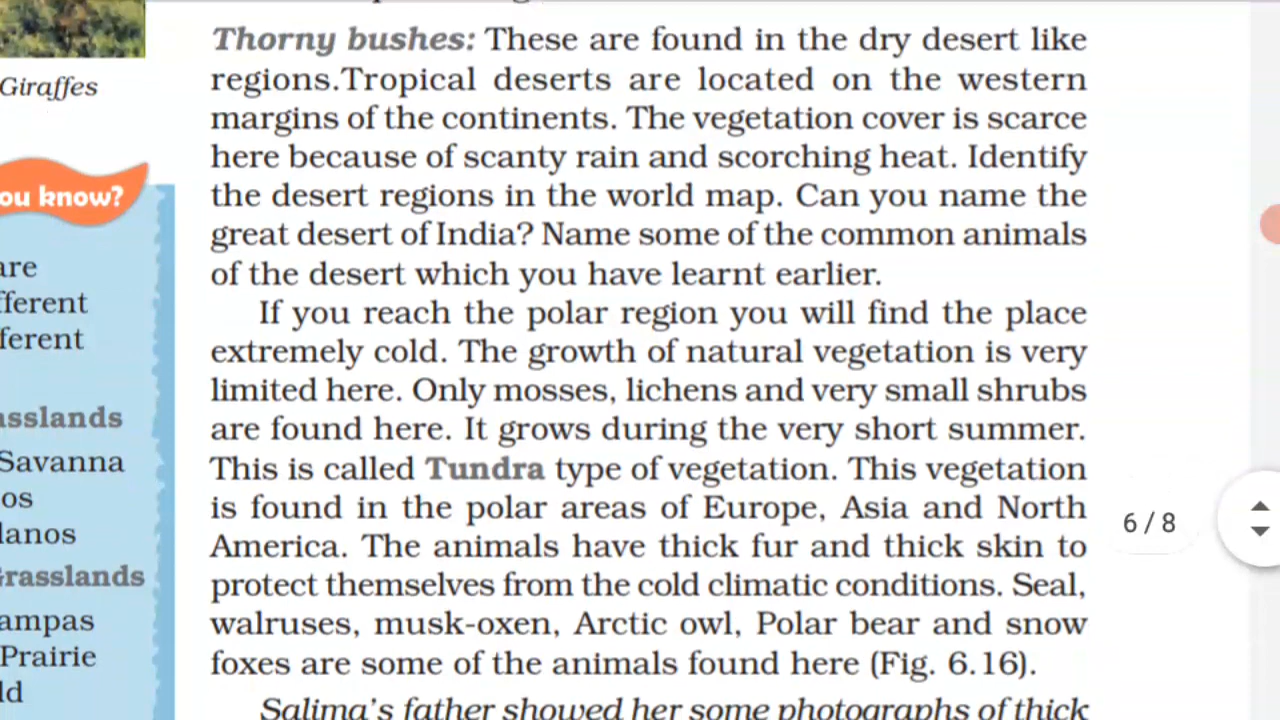 Giraffes
ou know?
are
fferent
ferent
asslands
Savanna
os
lanos
Grasslands
ampas
Prairie
ld
Thorny bushes: These are found in the dry desert like
regions.Tropical deserts are located on the western
margins of the continents. The vegetation cover is scarce
here because of scanty rain and scorching heat. Identify
the desert regions in the world map. Can you name the
great desert of India? Name some of the common animals
of the desert which you have learnt earlier.
If you reach the polar region you will find the place
extremely cold. The growth of natural vegetation is very
limited here. Only mosses, lichens and very small shrubs
are found here. It grows during the very short summer.
This is called Tundra type of vegetation. This vegetation
is found in the polar areas of Europe, Asia and North
America. The animals have thick fur and thick skin to
protect themselves from the cold climatic conditions. Seal,
walruses, musk-oxen, Arctic owl, Polar bear and snow
foxes are some of the animals found here (Fig. 6.16).
Salima's father showed her some photographs of thick
6 / 8